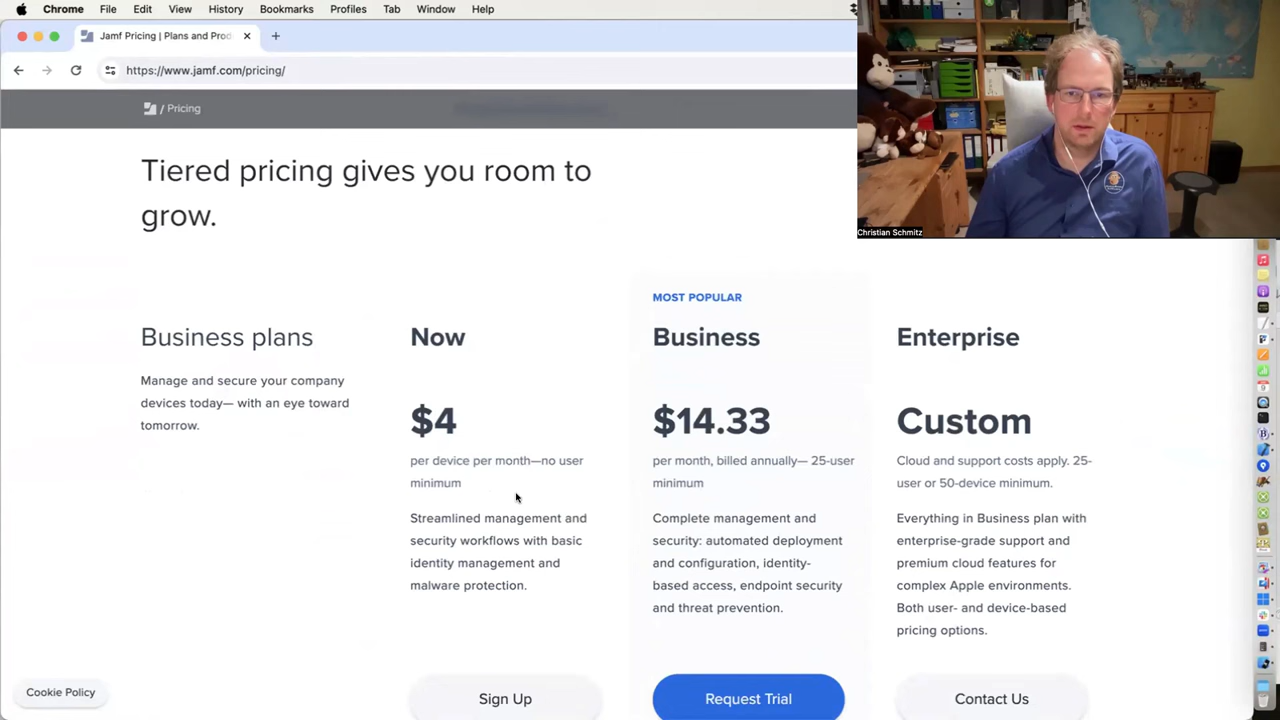 Chrome File Edit View History Bookmarks Profiles Tab Window Help
Jamf Pricing | Plans and Prod
https://www.jamf.com/pricing/
/ Pricing
Christian Schmitz
Tiered pricing gives you room to
grow.
Business plans
Manage and secure your company
devices today— with an eye toward
tomorrow.
Now
$4
per device per month—no user
minimum
Streamlined management and
security workflows with basic
identity management and
malware protection.
Sign Up
MOST POPULAR
Business
$14.33
per month, billed annually— 25-user
minimum
Complete management and
security: automated deployment
and configuration, identity-
based access, endpoint security
and threat prevention.
Request Trial
Enterprise
Custom
Cloud and support costs apply. 25-
user or 50-device minimum.
Everything in Business plan with
enterprise-grade support and
premium cloud features for
complex Apple environments.
Both user- and device-based
pricing options.
Contact Us
Cookie Policy